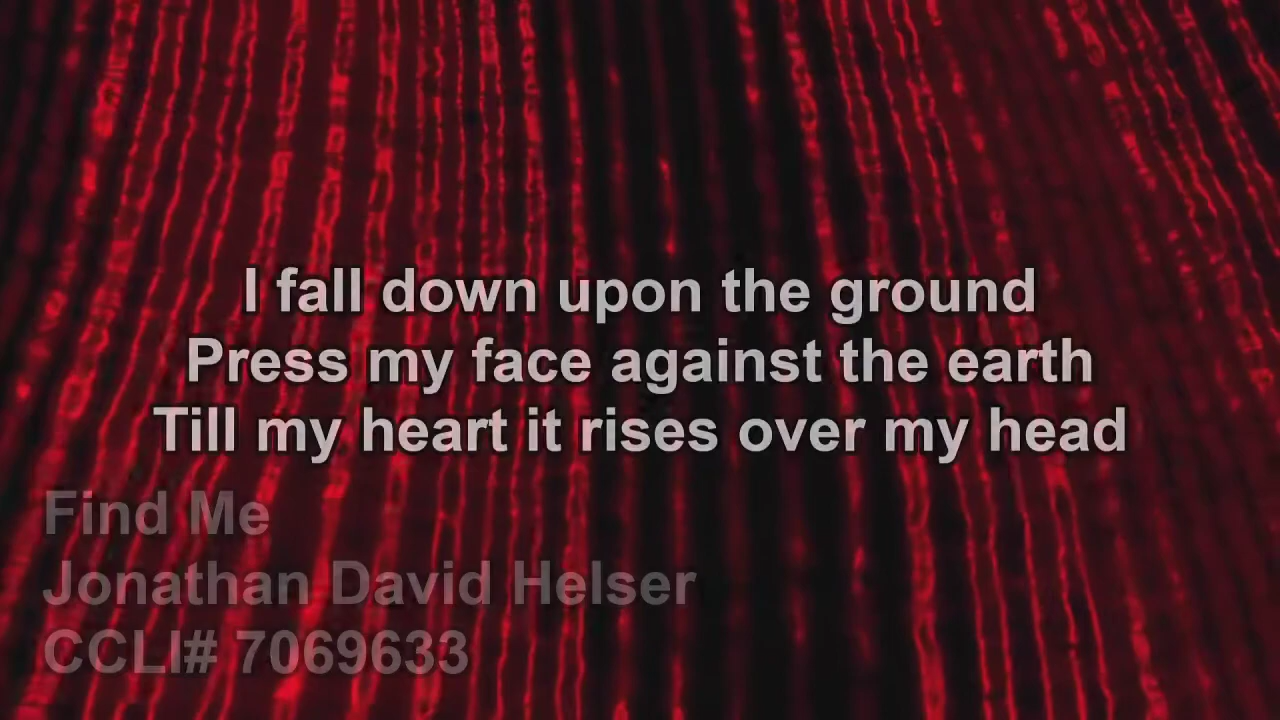 I fall down upon the ground
Press my face against the earth
Till my heart it rises over my head
Find Me
Jonathan David Helser
CCLI# 7069633